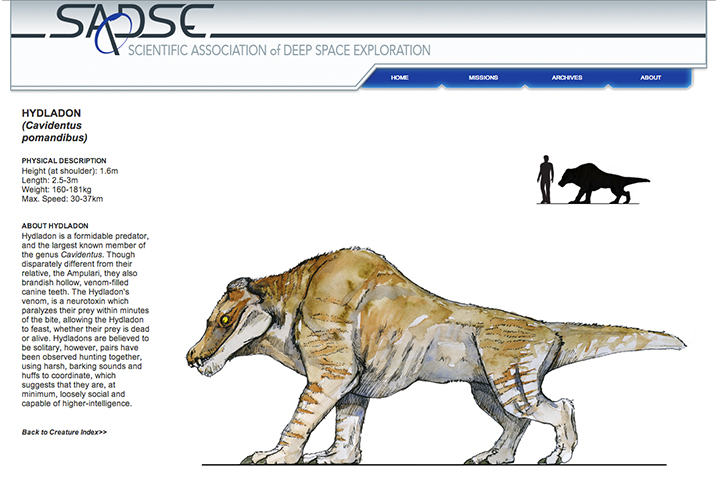 SADSE
SCIENTIFIC ASSOCIATION of DEEP SPACE EXPLORATION
HOME MISSIONS ARCHIVES ABOUT
HYDLADON
(Cavidentus
pomandibus)
PHYSICAL DESCRIPTION
Height (at shoulder): 1.6m
Length: 2.5-3m
Weight: 160-181kg
Max. Speed: 30-37km
ABOUT HYDLADON
Hydladon is a formidable predator,
and the largest known member of
the genus Cavidentus. Though
disparately different from their
relative, the Ampulari, they also
brandish hollow, venom-filled
canine teeth. The Hydladon's
venom, is a neurotoxin which
paralyzes their prey within minutes
of the bite, allowing the Hydladon
to feast, whether their prey is dead
or alive. Hydladons are believed to
be solitary, however, pairs have
been observed hunting together,
using harsh, barking sounds and
huffs to coordinate, which
suggests that they are, at
minimum, loosely social and
capable of higher-intelligence.
Back to Creature Index>>